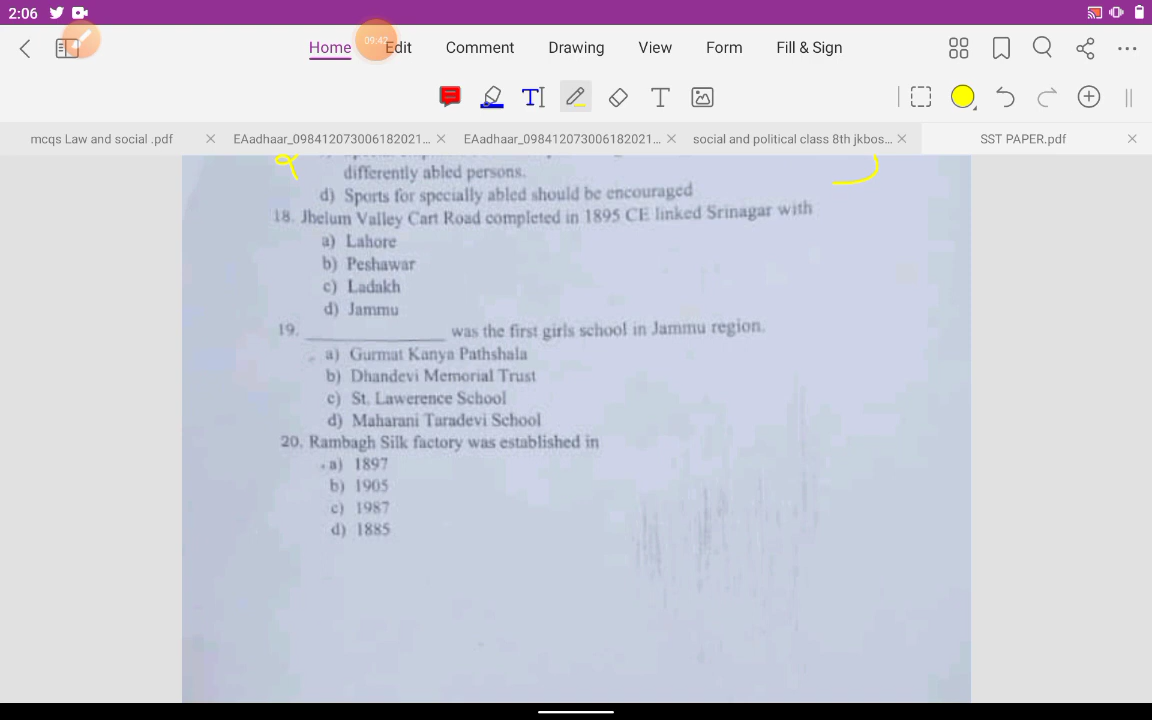 2:06
09:42
Home Edit Comment Drawing View Form Fill & Sign
mcqs Law and social .pdf EAadhaar_098412073006182021... EAadhaar_098412073006182021... social and political class 8th jkbos... SST PAPER.pdf
differently abled persons.
d) Sports for specially abled should be encouraged
18. Jhelum Valley Cart Road completed in 1895 CE linked Srinagar with
a) Lahore
b) Peshawar
c) Ladakh
d) Jammu
19. ______________ was the first girls school in Jammu region.
a) Gurmat Kanya Pathshala
b) Dhandevi Memorial Trust
c) St. Lawerence School
d) Maharani Taradevi School
20. Rambagh Silk factory was established in
a) 1897
b) 1905
c) 1987
d) 1885